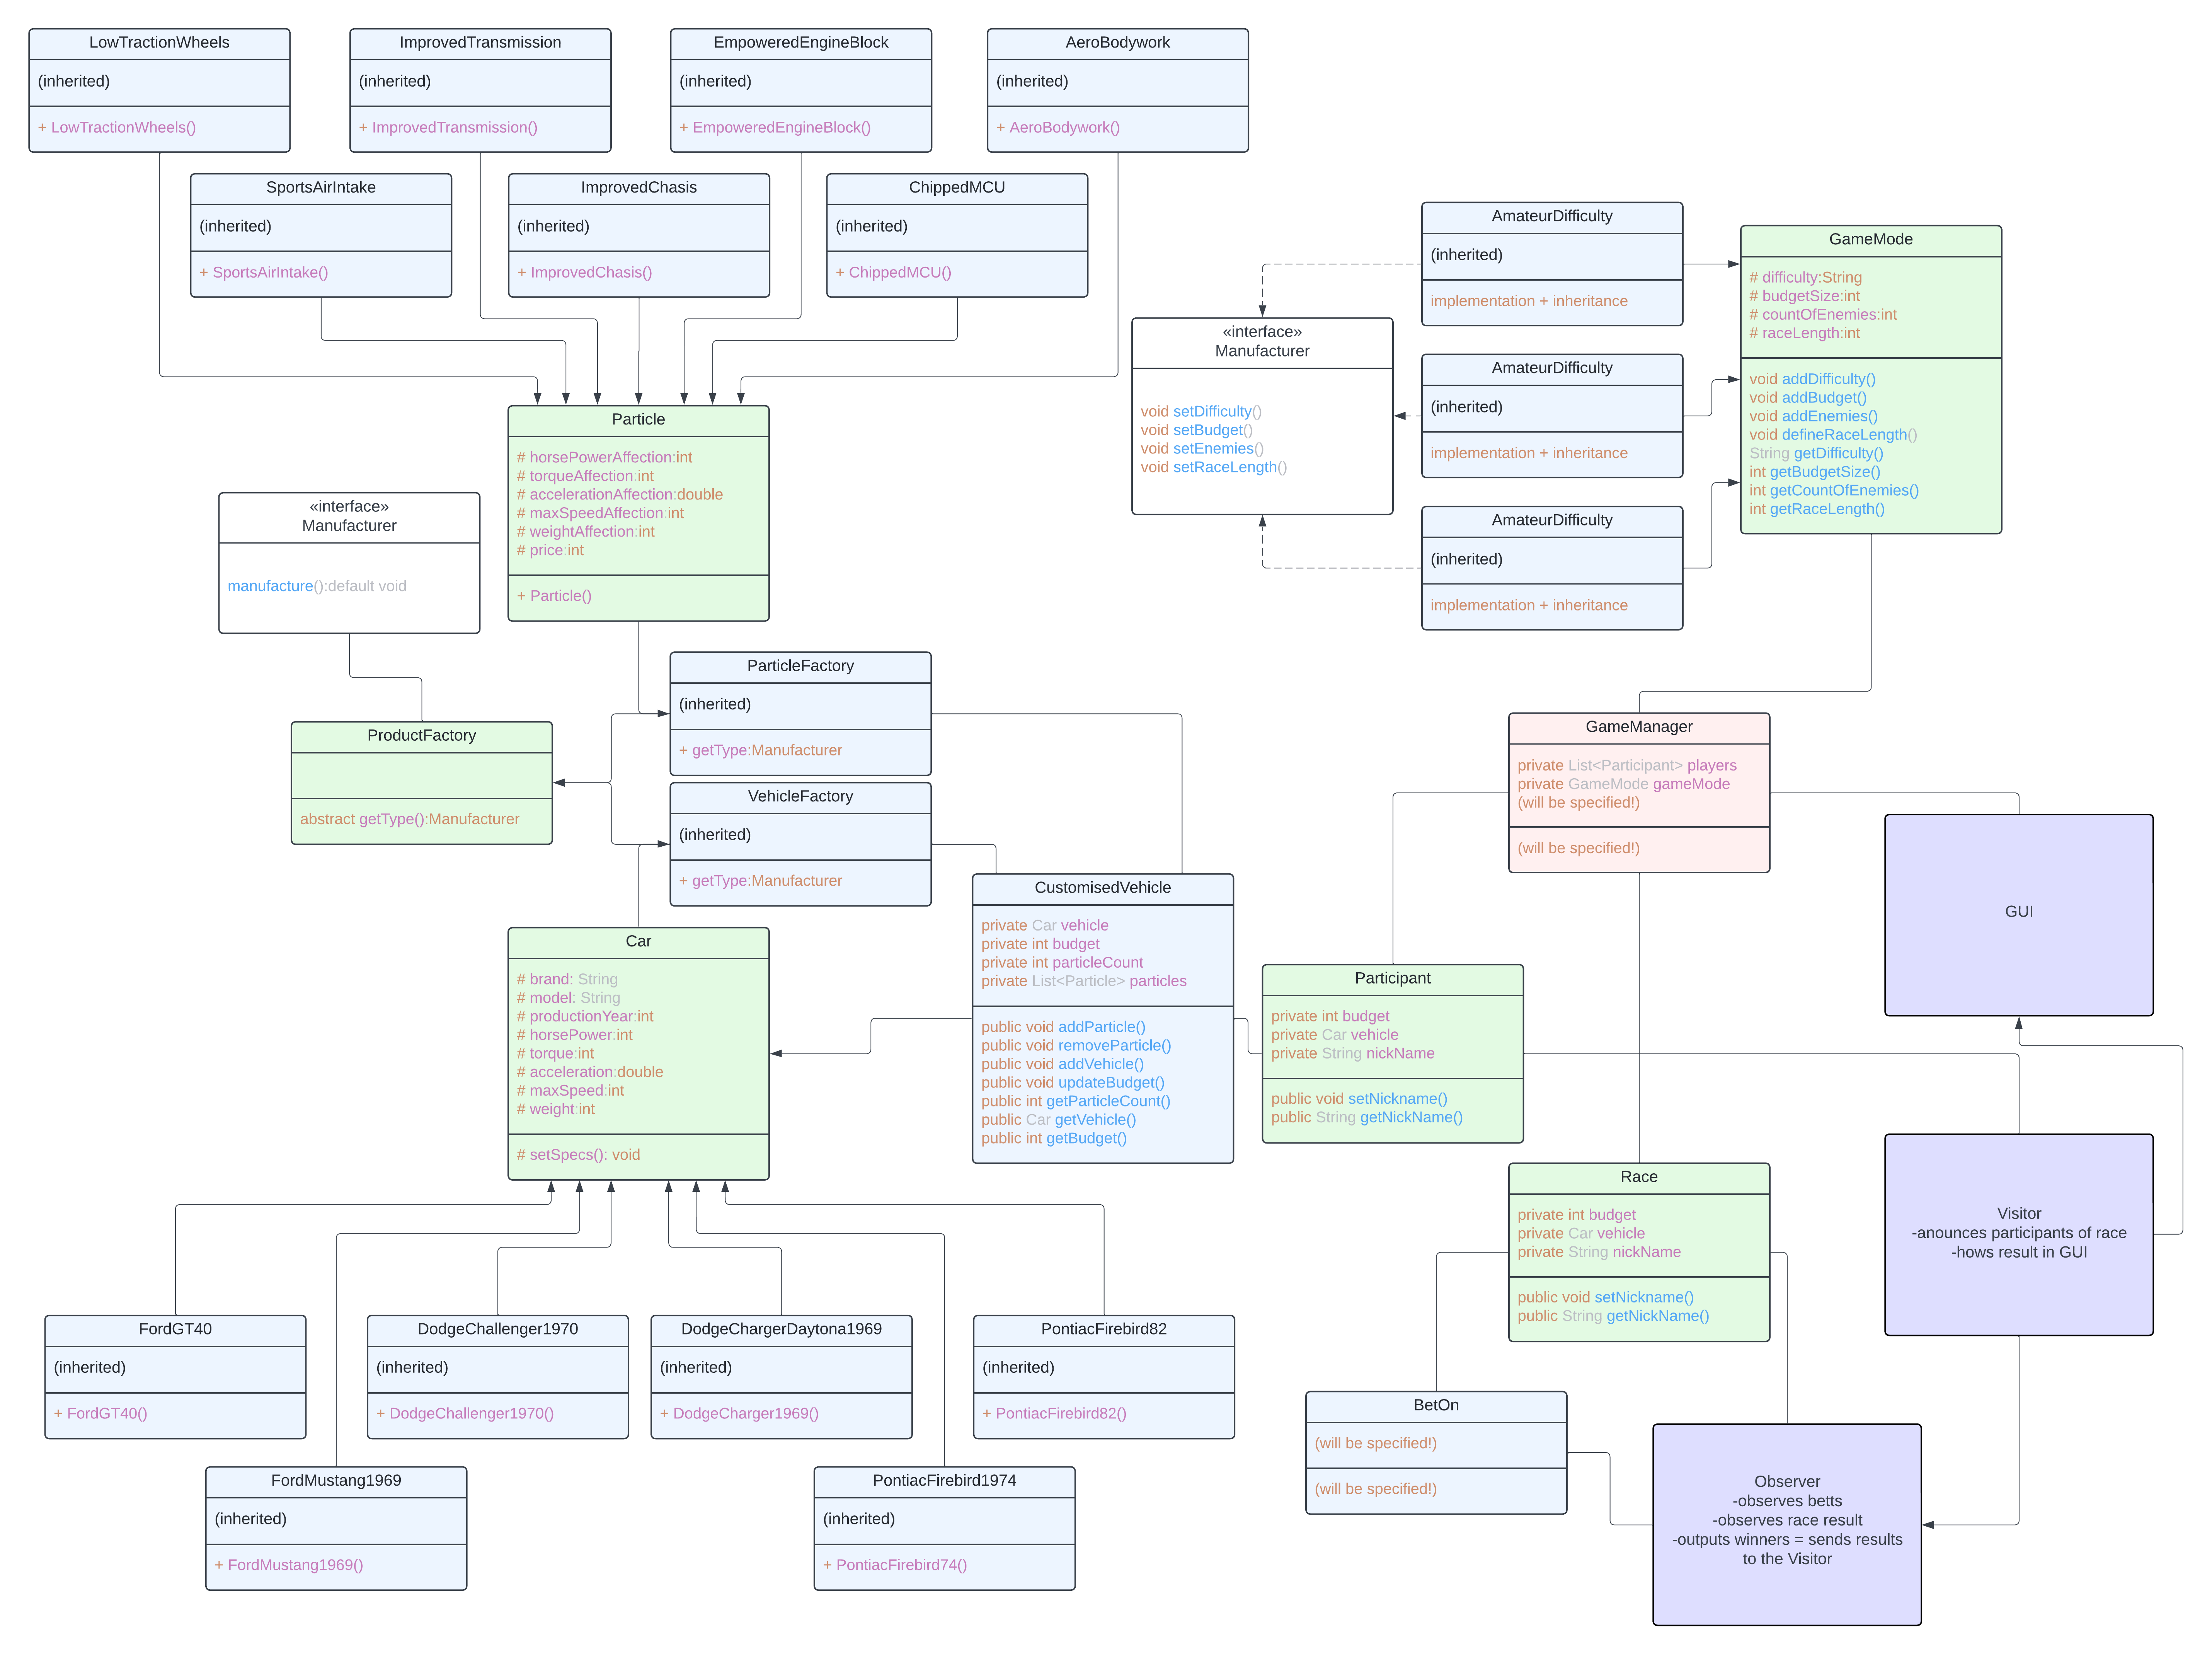 LowTractionWheels
(inherited)
+ LowTractionWheels()
ImprovedTransmission
(inherited)
+ ImprovedTransmission()
EmpoweredEngineBlock
(inherited)
+ EmpoweredEngineBlock()
AeroBodywork
(inherited)
+ AeroBodywork()
SportsAirIntake
(inherited)
+ SportsAirIntake()
ImprovedChasis
(inherited)
+ ImprovedChasis()
ChippedMCU
(inherited)
+ ChippedMCU()
AmateurDifficulty
(inherited)
implementation + inheritance
GameMode
# difficulty:String
# budgetSize:int
# countOfEnemies:int
# raceLength:int
void addDifficulty()
void addBudget()
void addEnemies()
void defineRaceLength()
String getDifficulty()
int getBudgetSize()
int getCountOfEnemies()
int getRaceLength()
«interface»
Manufacturer
void setDifficulty()
void setBudget()
void setEnemies()
void setRaceLength()
AmateurDifficulty
(inherited)
implementation + inheritance
AmateurDifficulty
(inherited)
implementation + inheritance
Particle
# horsePowerAffection:int
# torqueAffection:int
# accelerationAffection:double
# maxSpeedAffection:int
# weightAffection:int
# price:int
+ Particle()
«interface»
Manufacturer
manufacture():default void
ParticleFactory
(inherited)
+ getType:Manufacturer
ProductFactory
abstract getType():Manufacturer
VehicleFactory
(inherited)
+ getType:Manufacturer
GameManager
private List<Participant> players
private GameMode gameMode
(will be specified!)
(will be specified!)
GUI
CustomisedVehicle
private Car vehicle
private int budget
private int particleCount
private List<Particle> particles
public void addParticle()
public void removeParticle()
public void addVehicle()
public void updateBudget()
public int getParticleCount()
public Car getVehicle()
public int getBudget()
Car
# brand: String
# model: String
# productionYear:int
# horsePower:int
# torque:int
# acceleration:double
# maxSpeed:int
# weight:int
# setSpecs(): void
Participant
private int budget
private Car vehicle
private String nickName
public void setNickname()
public String getNickName()
Race
private int budget
private Car vehicle
private String nickName
public void setNickname()
public String getNickName()
Visitor
-anounces participants of race
-hows result in GUI
FordGT40
(inherited)
+ FordGT40()
DodgeChallenger1970
(inherited)
+ DodgeChallenger1970()
DodgeChargerDaytona1969
(inherited)
+ DodgeCharger1969()
PontiacFirebird82
(inherited)
+ PontiacFirebird82()
BetOn
(will be specified!)
(will be specified!)
Observer
-observes betts
-observes race result
-outputs winners = sends results
to the Visitor
FordMustang1969
(inherited)
+ FordMustang1969()
PontiacFirebird1974
(inherited)
+ PontiacFirebird74()